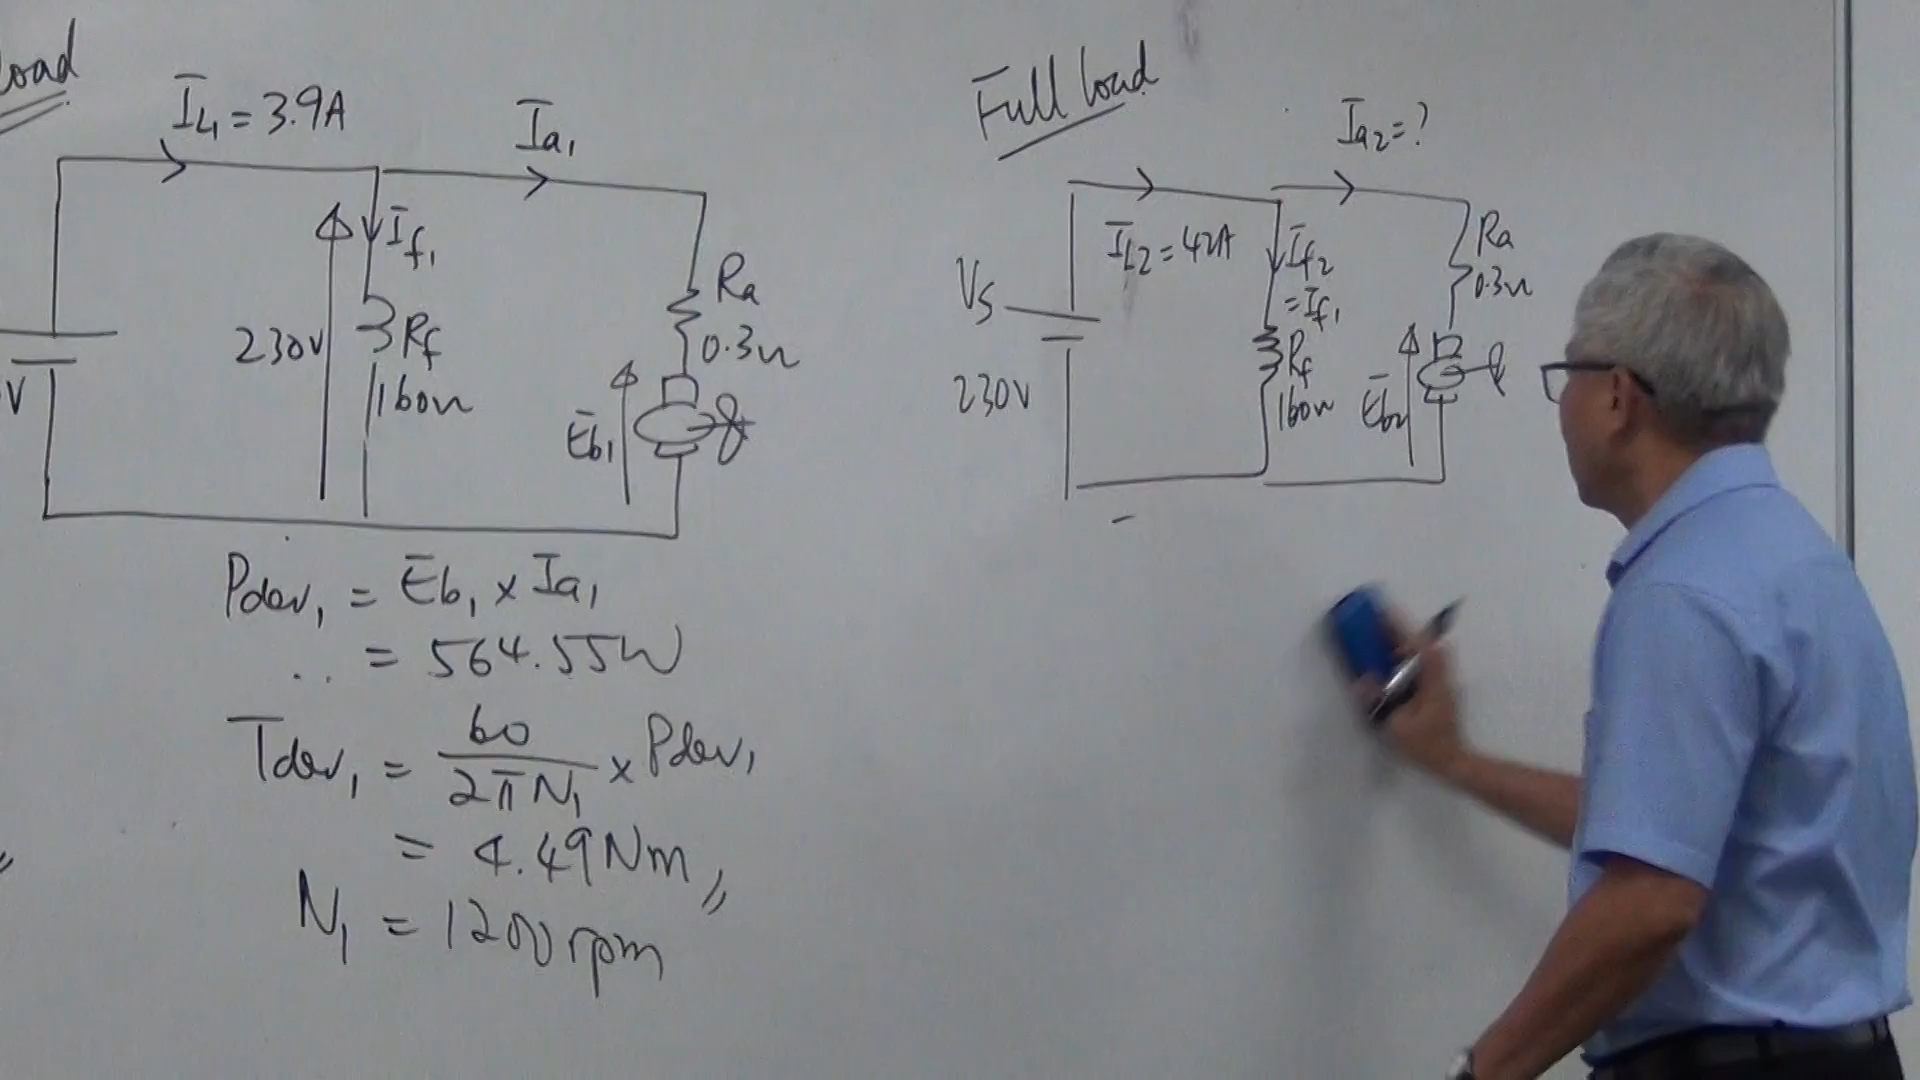 load
IL1 = 3.9A
Ia1
If1
230V
Rf
160Ω
Ra
0.3Ω
Eb1
V
Pdev1 = Eb1 x Ia1
= 564.55W
Tdev1 = 60/2πN1 x Pdev1
= 4.49Nm
N1 = 1200rpm
Full load
Ia2 = ?
IL2 = 42A
If2
= If1
Ra
0.3Ω
Vs
230V
Rf
160Ω
Eb2